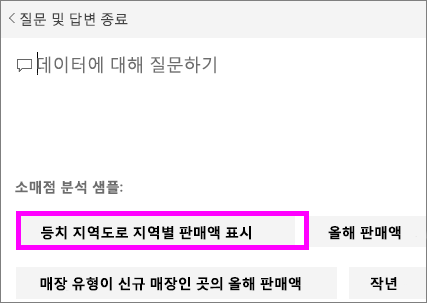 < 질문 및 답변 종료
데이터에 대해 질문하기
소매점 분석 샘플:
등치 지역도로 지역별 판매액 표시 올해 판매액
매장 유형이 신규 매장인 곳의 올해 판매액 작년